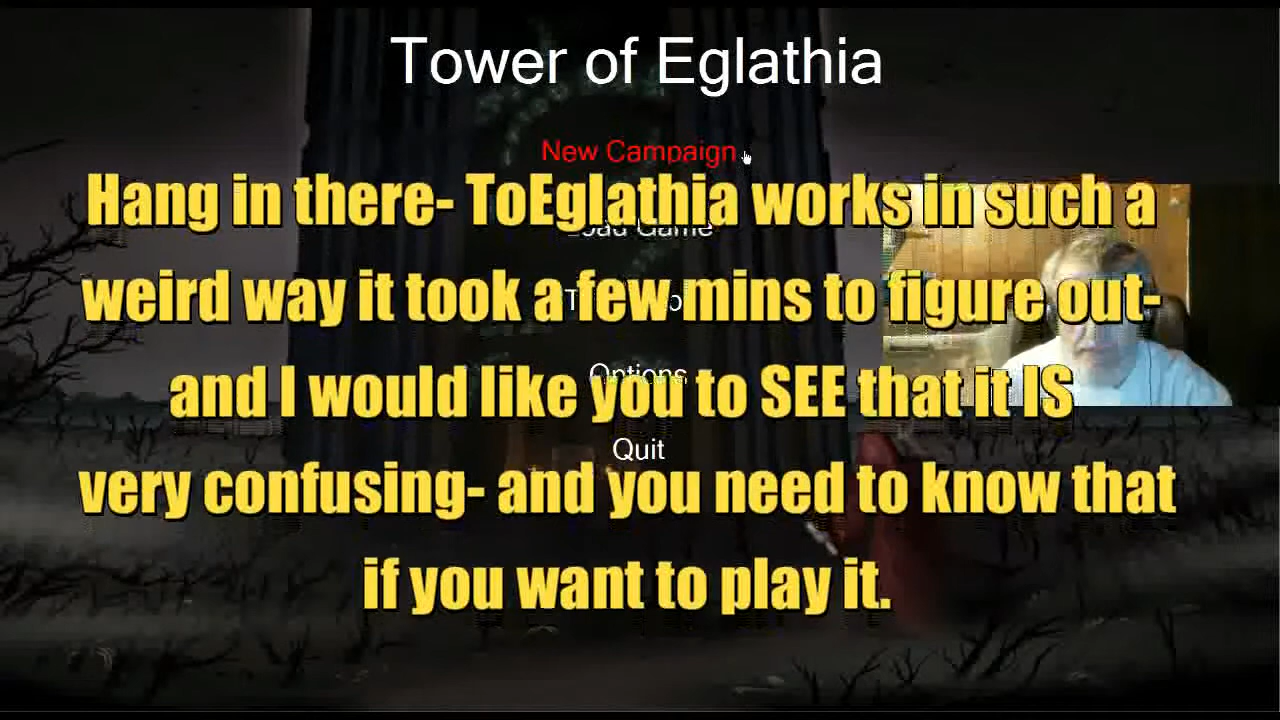 Tower of Eglathia
New Campaign
Hang in there- ToEglathia works in such a
Load Game
weird way it took a few mins to figure out-
Options
and I would like you to SEE that it IS
Quit
very confusing- and you need to know that
if you want to play it.